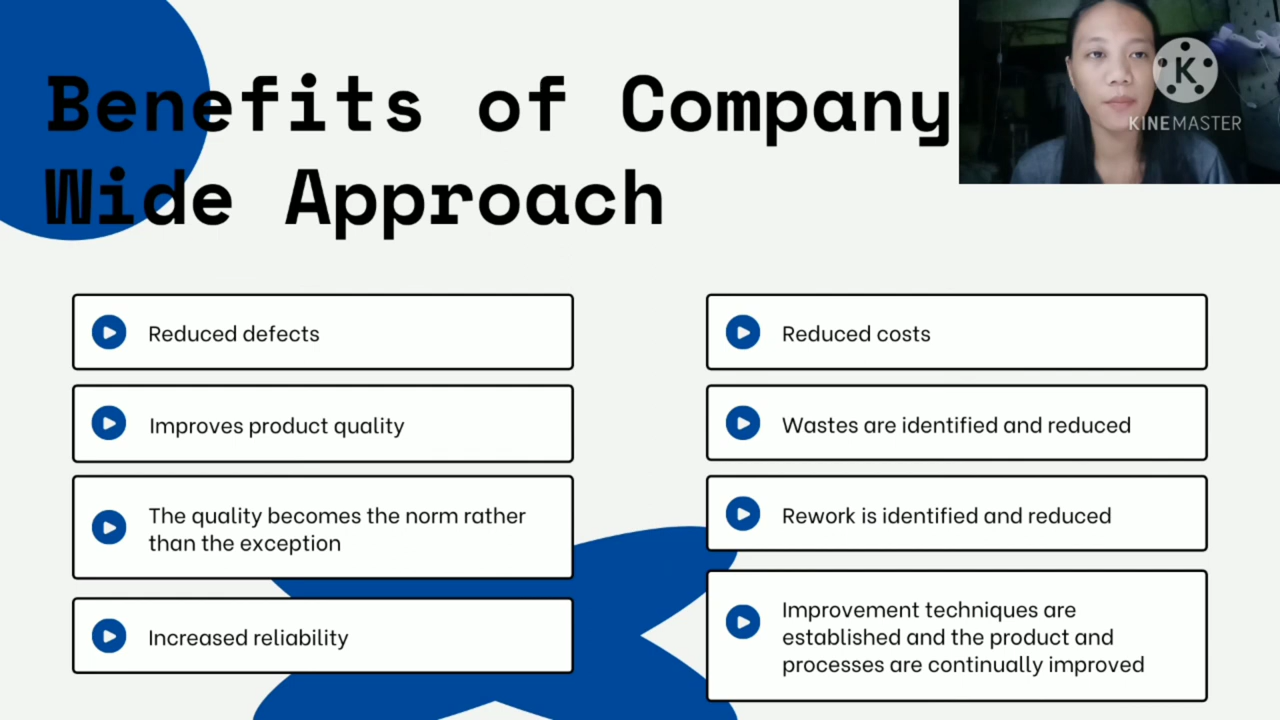 Benefits of Company
Wide Approach
K
KINEMASTER
Reduced defects
Improves product quality
The quality becomes the norm rather
than the exception
Increased reliability
Reduced costs
Wastes are identified and reduced
Rework is identified and reduced
Improvement techniques are
established and the product and
processes are continually improved